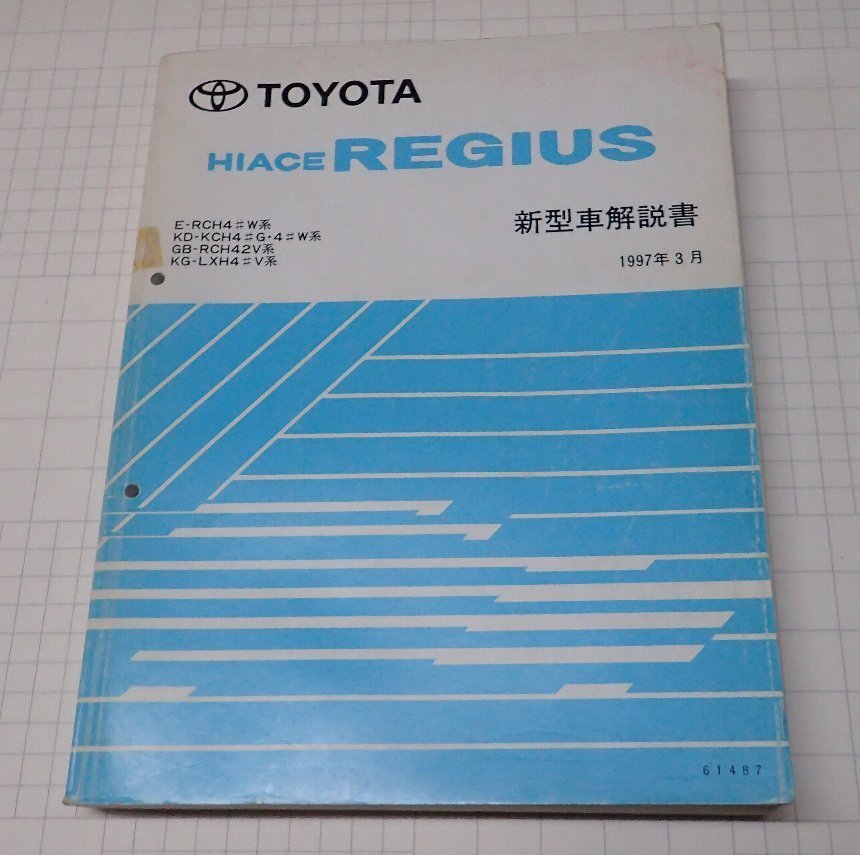 TOYOTA
HIACE REGIUS
E-RCH4♯W系
KD-KCH4♯G・4♯W系
GB-RCH42V系
KG-LXH4♯V系
新型車解説書
1997年3月
61487